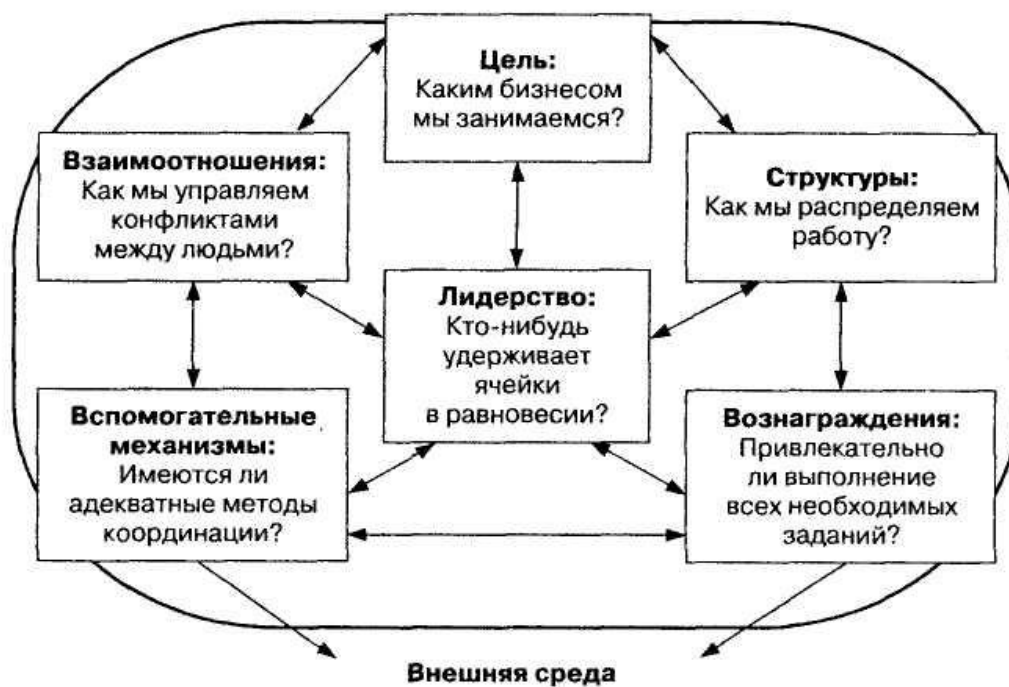 Цель:
Каким бизнесом
мы занимаемся?
Взаимоотношения:
Как мы управляем
конфликтами
между людьми?
Структуры:
Как мы распределяем
работу?
Лидерство:
Кто-нибудь
удерживает
ячейки
в равновесии?
Вспомогательные
механизмы:
Имеются ли
адекватные методы
координации?
Вознаграждения:
Привлекательно
ли выполнение
всех необходимых
заданий?
Внешняя среда